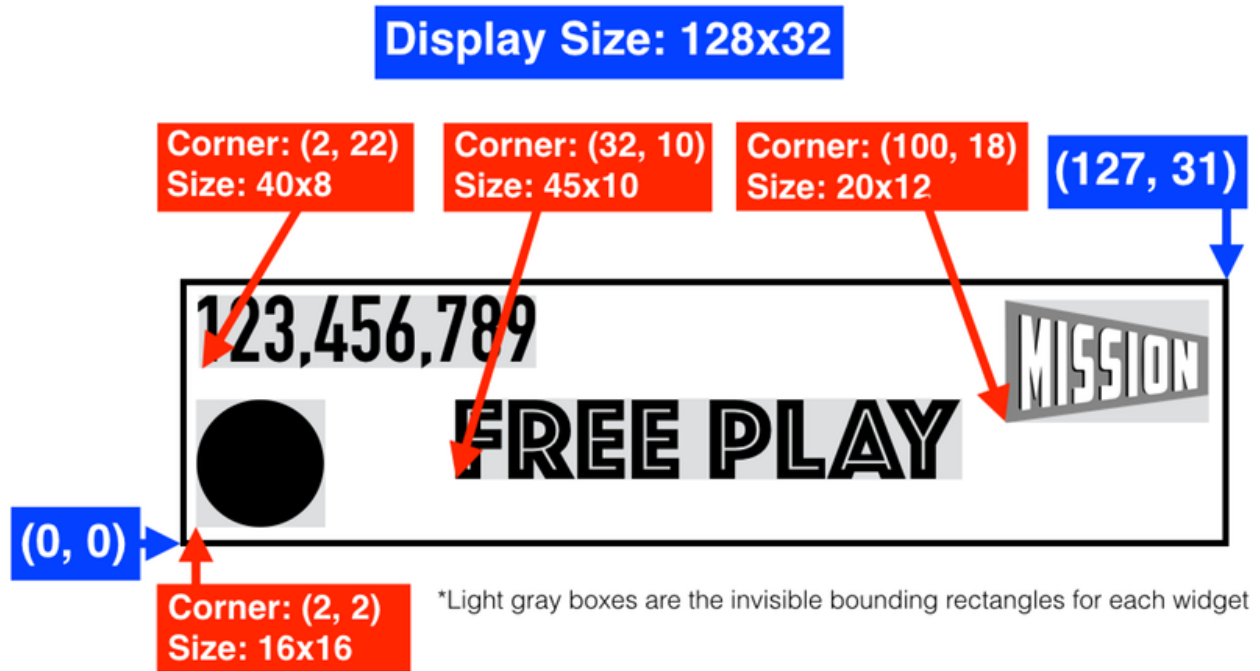 Display Size: 128x32
Corner: (2, 22)
Size: 40x8
Corner: (32, 10)
Size: 45x10
Corner: (100, 18)
Size: 20x12
(127, 31)
123,456,789
MISSION
FREE PLAY
(0, 0)
Corner: (2, 2)
Size: 16x16
*Light gray boxes are the invisible bounding rectangles for each widget